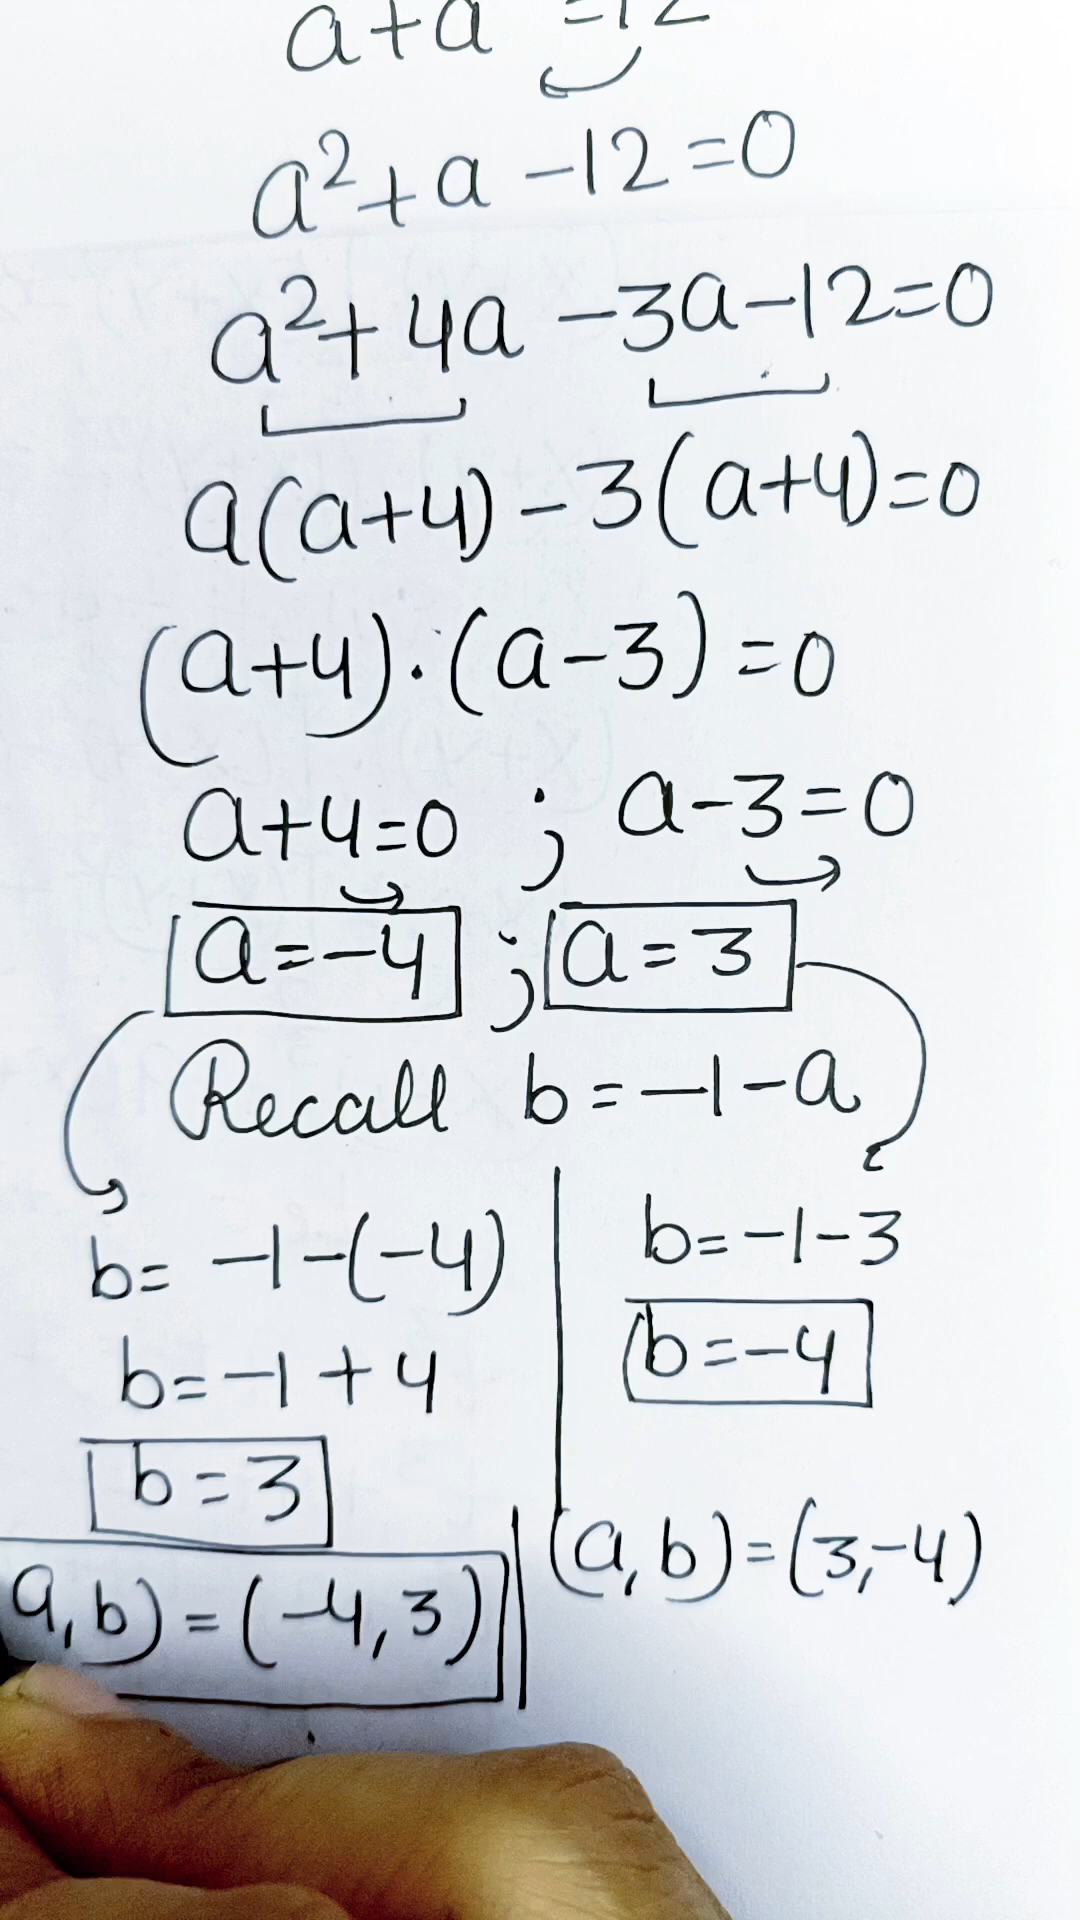 a+a =12
a²+a-12=0
a²+4a-3a-12=0
a(a+4)-3(a+4)=0
(a+4)·(a-3)=0
a+4=0 ; a-3=0
a=-4 ; a=3
Recall b=-1-a
b=-1-(-4)
b=-1+4
b=3
a,b)=(-4,3)
b=-1-3
b=-4
(a,b)=(3,-4)